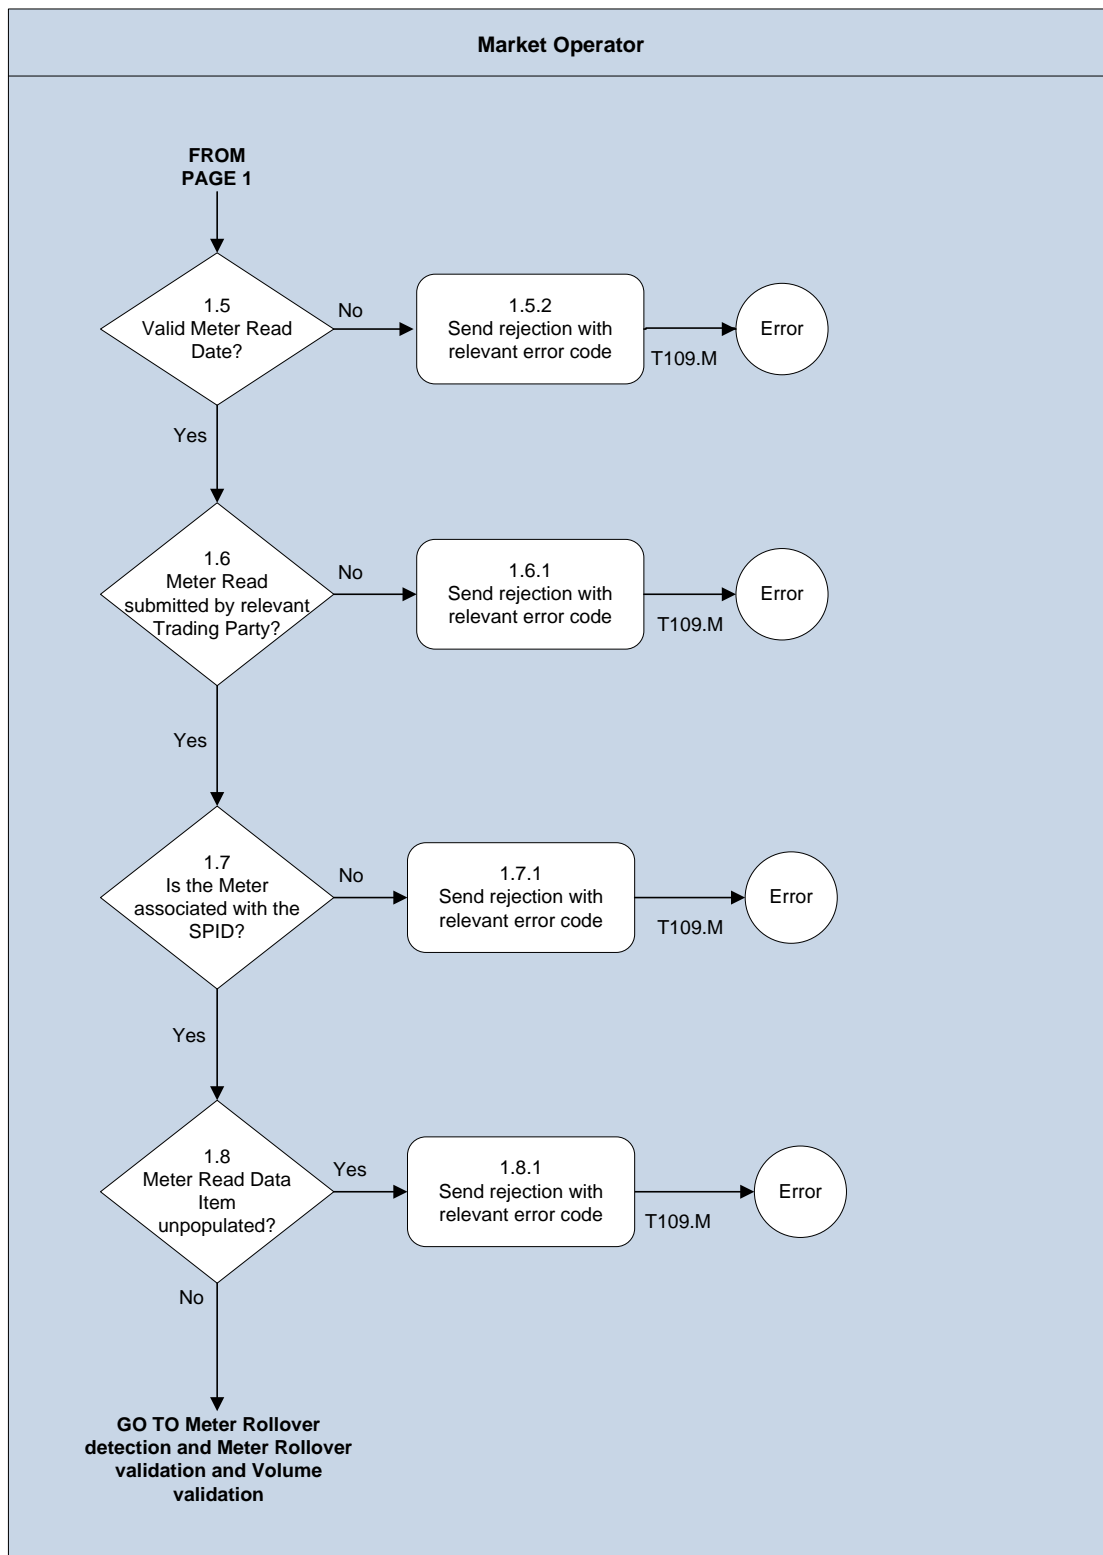 Market Operator
FROM
PAGE 1
1.5
Valid Meter Read
Date?
No
1.5.2
Send rejection with
relevant error code
T109.M
Error
Yes
1.6
Meter Read
submitted by relevant
Trading Party?
No
1.6.1
Send rejection with
relevant error code
T109.M
Error
Yes
1.7
Is the Meter
associated with the
SPID?
No
1.7.1
Send rejection with
relevant error code
T109.M
Error
Yes
1.8
Meter Read Data
Item
unpopulated?
Yes
1.8.1
Send rejection with
relevant error code
T109.M
Error
No
GO TO Meter Rollover
detection and Meter Rollover
validation and Volume
validation